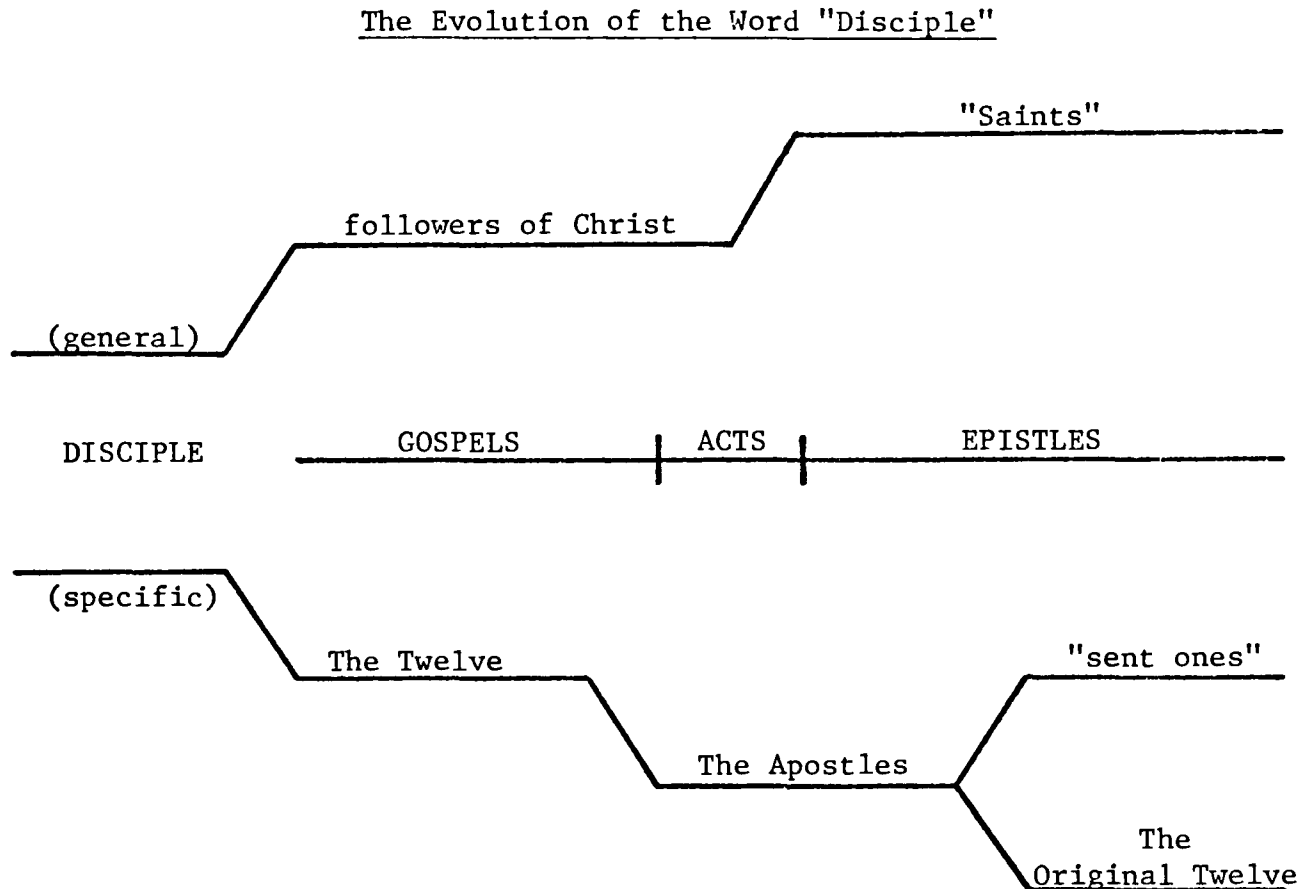 The Evolution of the Word "Disciple"
"Saints"
followers of Christ
(general)
DISCIPLE GOSPELS ACTS EPISTLES
(specific)
The Twelve "sent ones"
The Apostles
The
Original Twelve